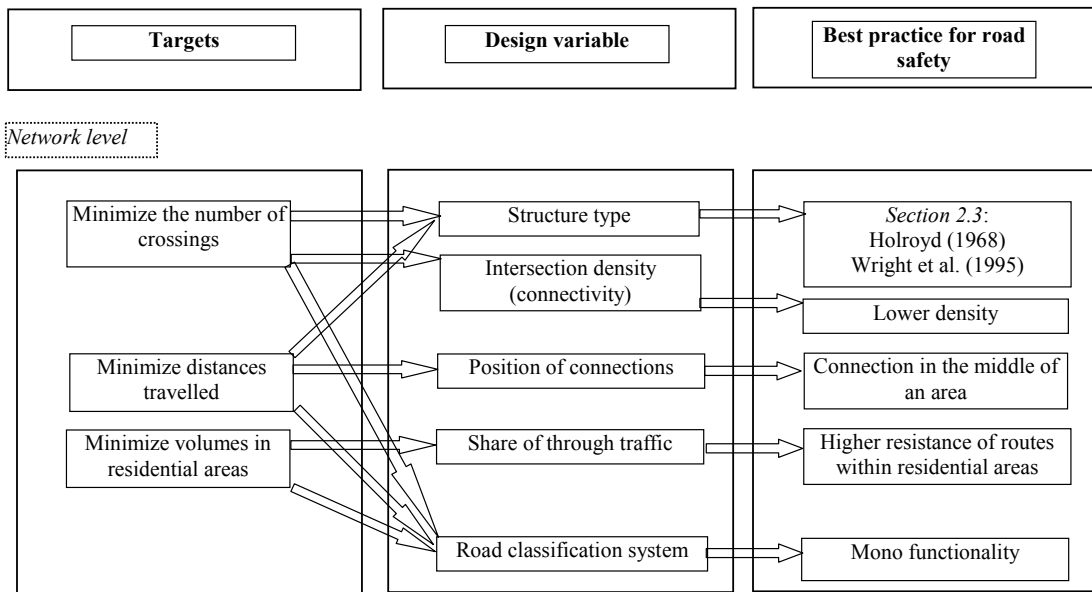 Targets
Design variable
Best practice for road
safety
Network level
Minimize the number of
crossings
Structure type
Section 2.3:
Holroyd (1968)
Wright et al. (1995)
Intersection density
(connectivity)
Lower density
Minimize distances
travelled
Position of connections
Connection in the middle of
an area
Minimize volumes in
residential areas
Share of through traffic
Higher resistance of routes
within residential areas
Road classification system
Mono functionality